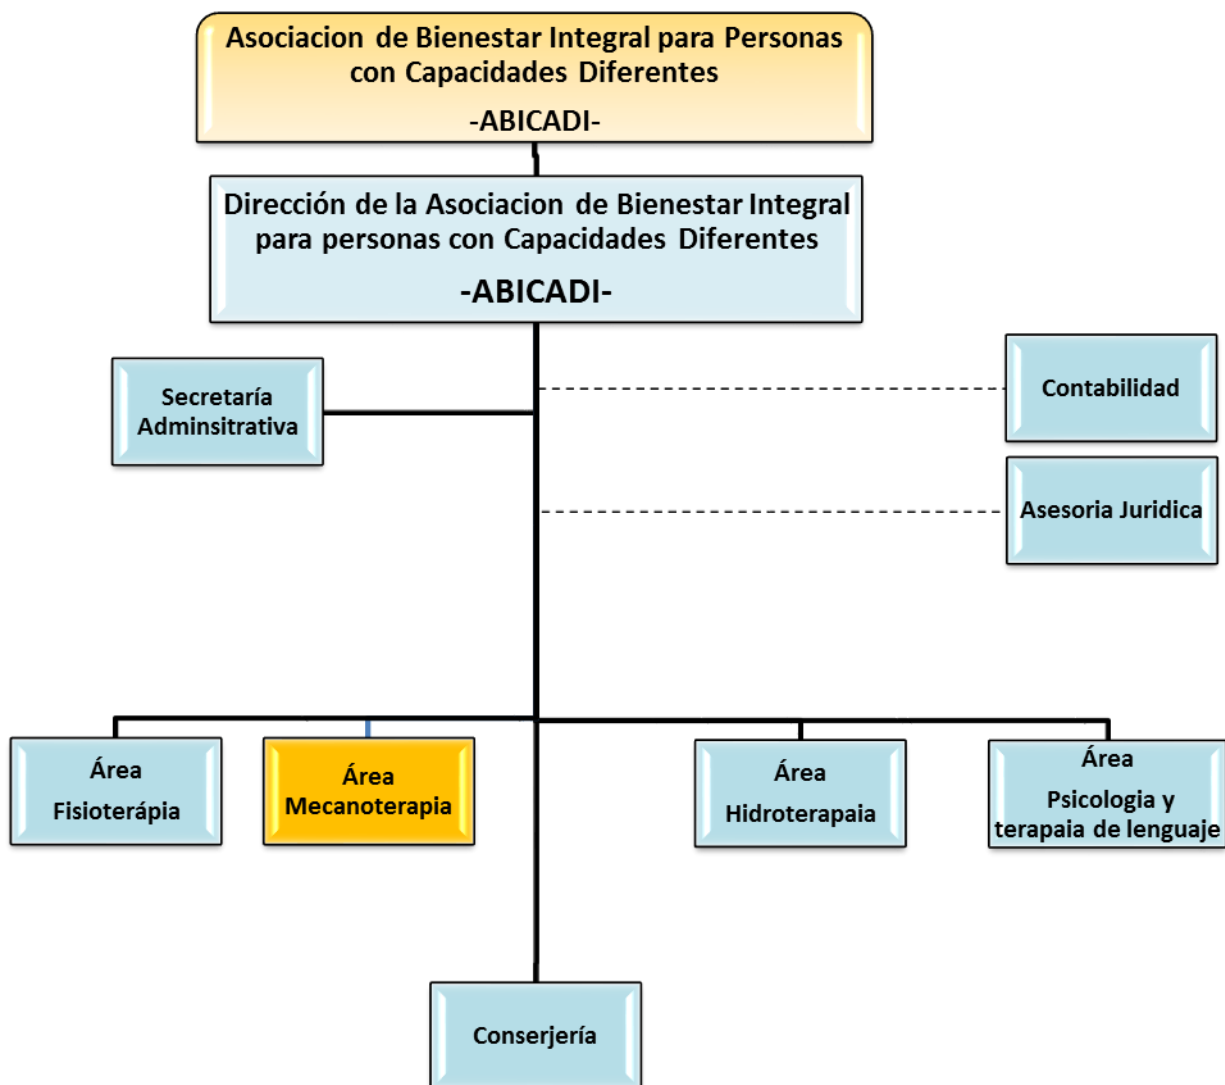 Asociacion de Bienestar Integral para Personas
con Capacidades Diferentes
-ABICADI-
Dirección de la Asociacion de Bienestar Integral
para personas con Capacidades Diferentes
-ABICADI-
Secretaría
Adminsitrativa
Contabilidad
Asesoria Juridica
Área
Fisioterápia
Área
Mecanoterapia
Área
Hidroterapaia
Área
Psicologia y
terapaia de lenguaje
Conserjería